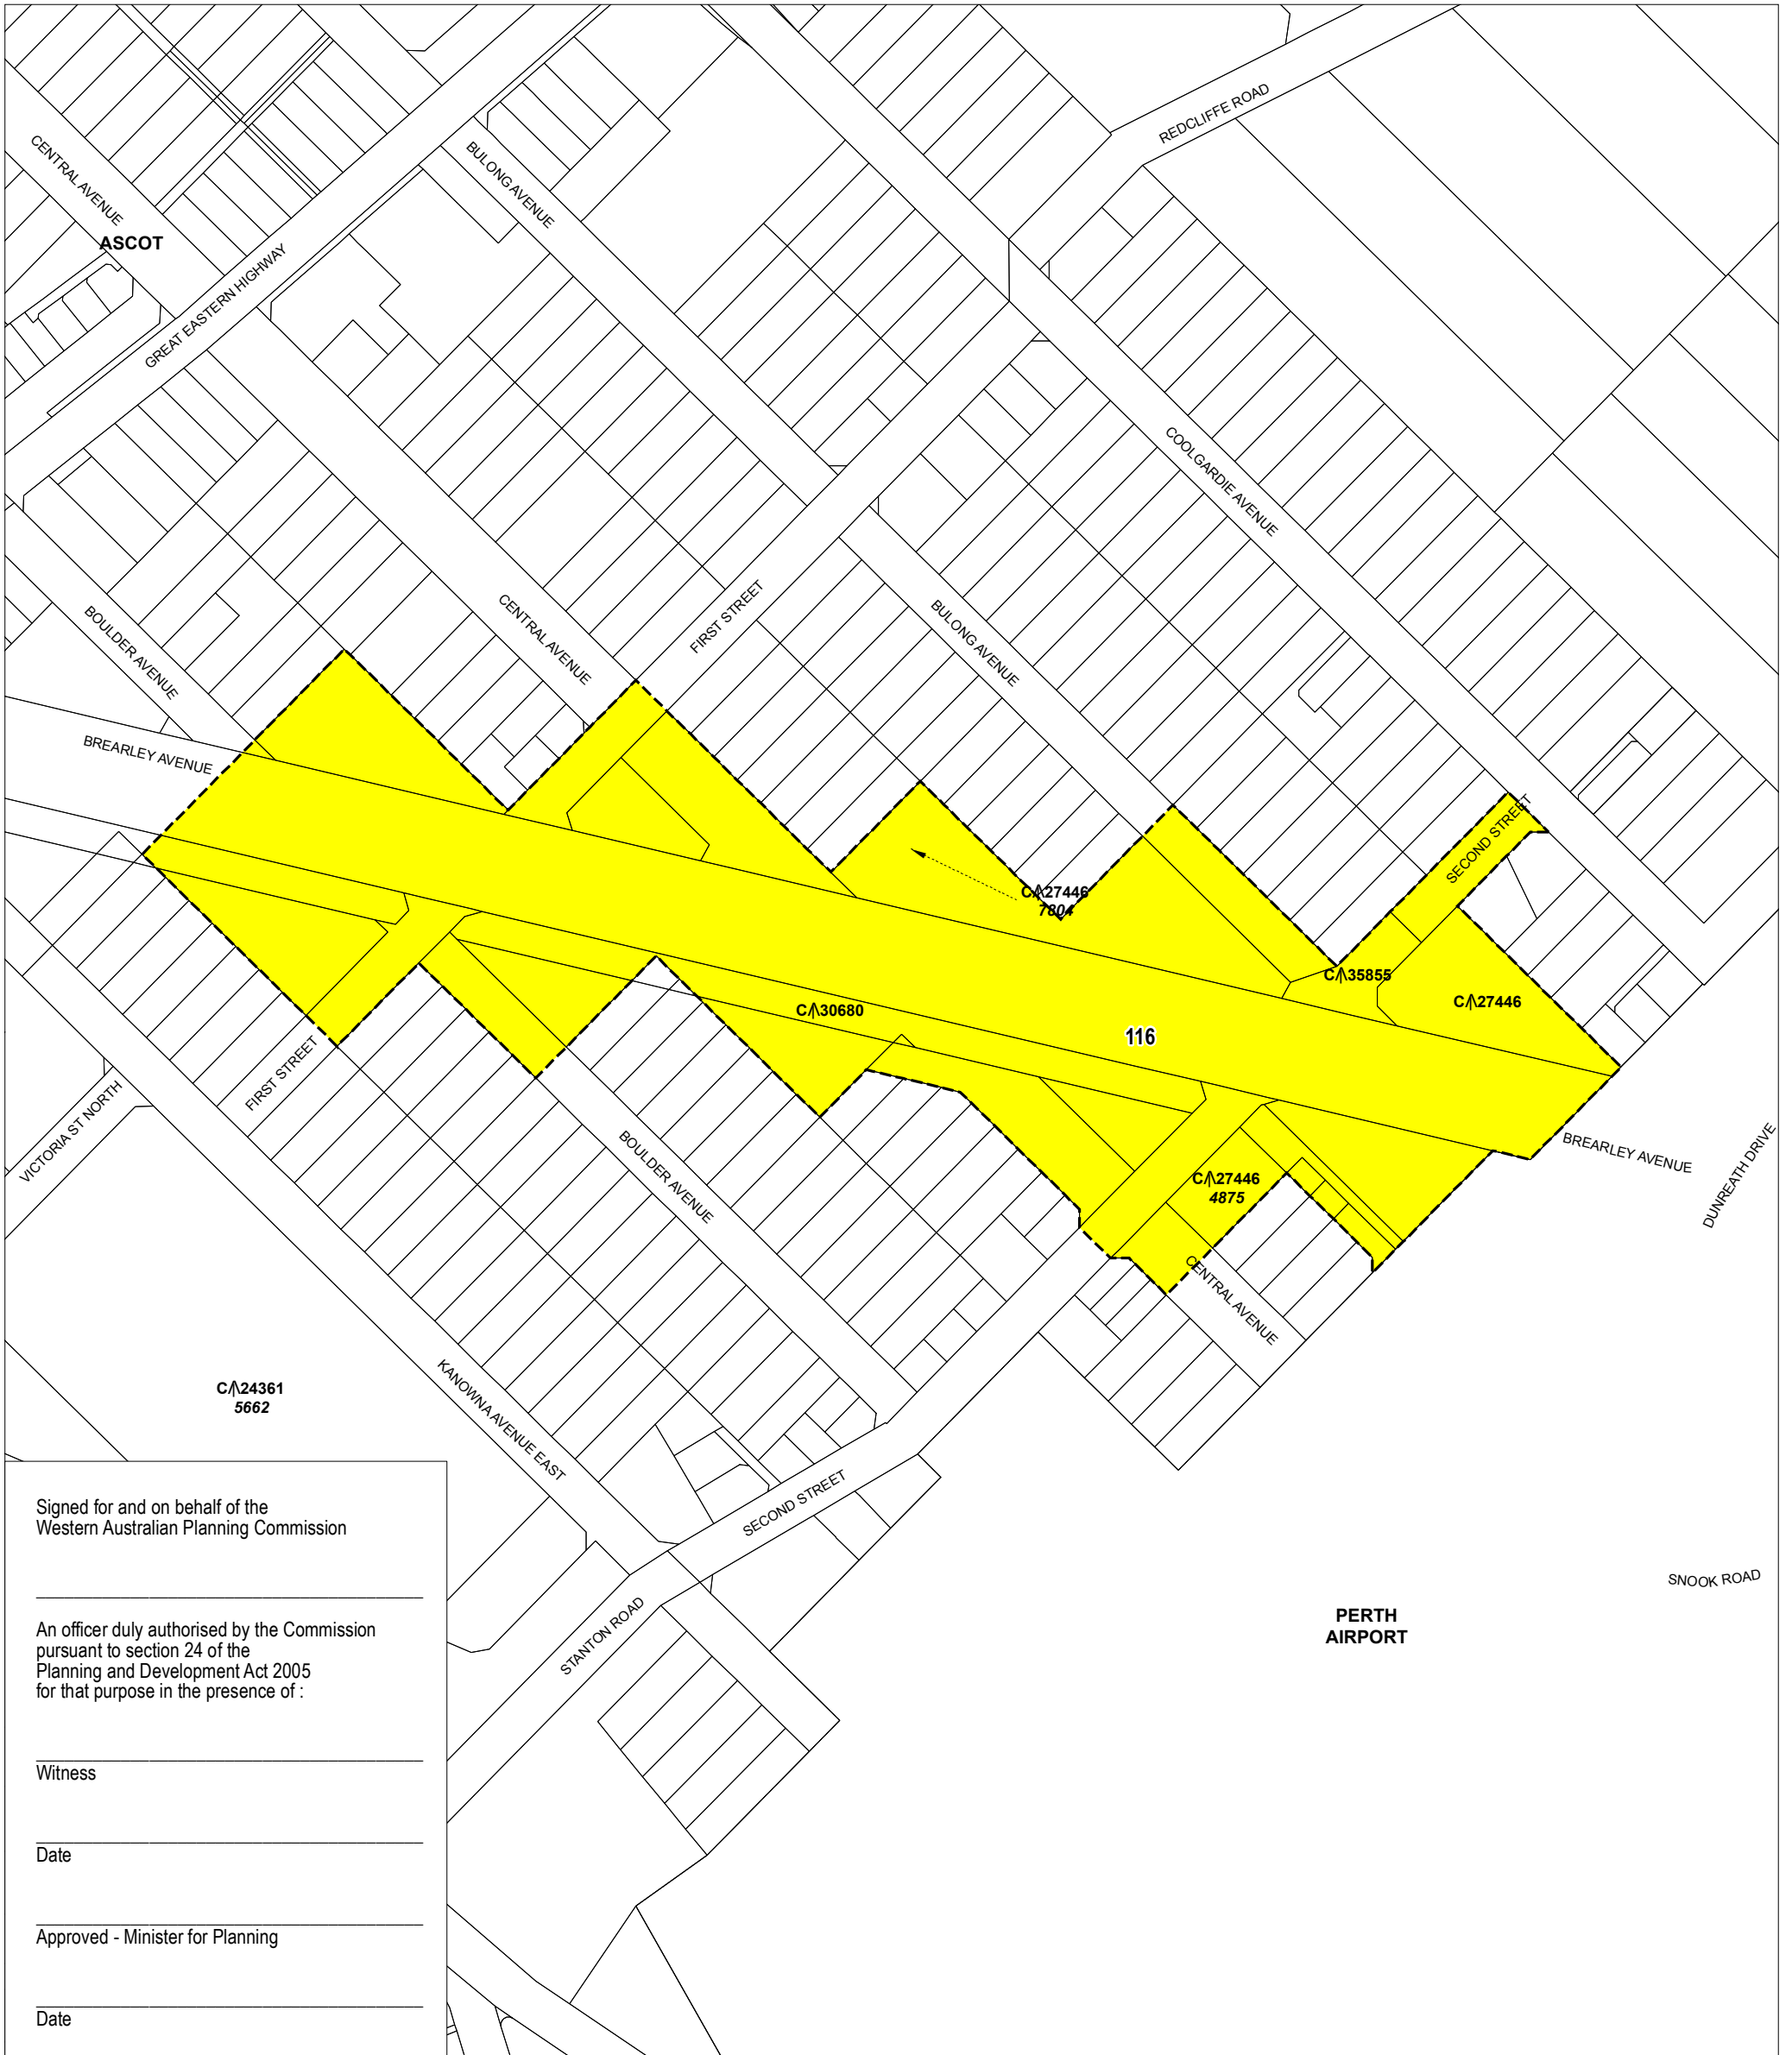 REDCLIFFE ROAD
CENTRAL AVENUE
BULONG AVENUE
ASCOT
GREAT EASTERN HIGHWAY
COOLGARDIE AVENUE
BOULDER AVENUE
CENTRAL AVENUE
FIRST STREET
BULONG AVENUE
BREARLEY AVENUE
SECOND STREET
C/\27446
7804
C/\35855
C/\27446
C/\30680
116
FIRST STREET
VICTORIA ST NORTH
BREARLEY AVENUE
DUNREATH DRIVE
BOULDER AVENUE
C/\27446
4875
CENTRAL AVENUE
C/\24361
5662
KANOWNA AVENUE EAST
SECOND STREET
STANTON ROAD
SNOOK ROAD
PERTH
AIRPORT
Signed for and on behalf of the
Western Australian Planning Commission
An officer duly authorised by the Commission
pursuant to section 24 of the
Planning and Development Act 2005
for that purpose in the presence of :
Witness
Date
Approved - Minister for Planning
Date